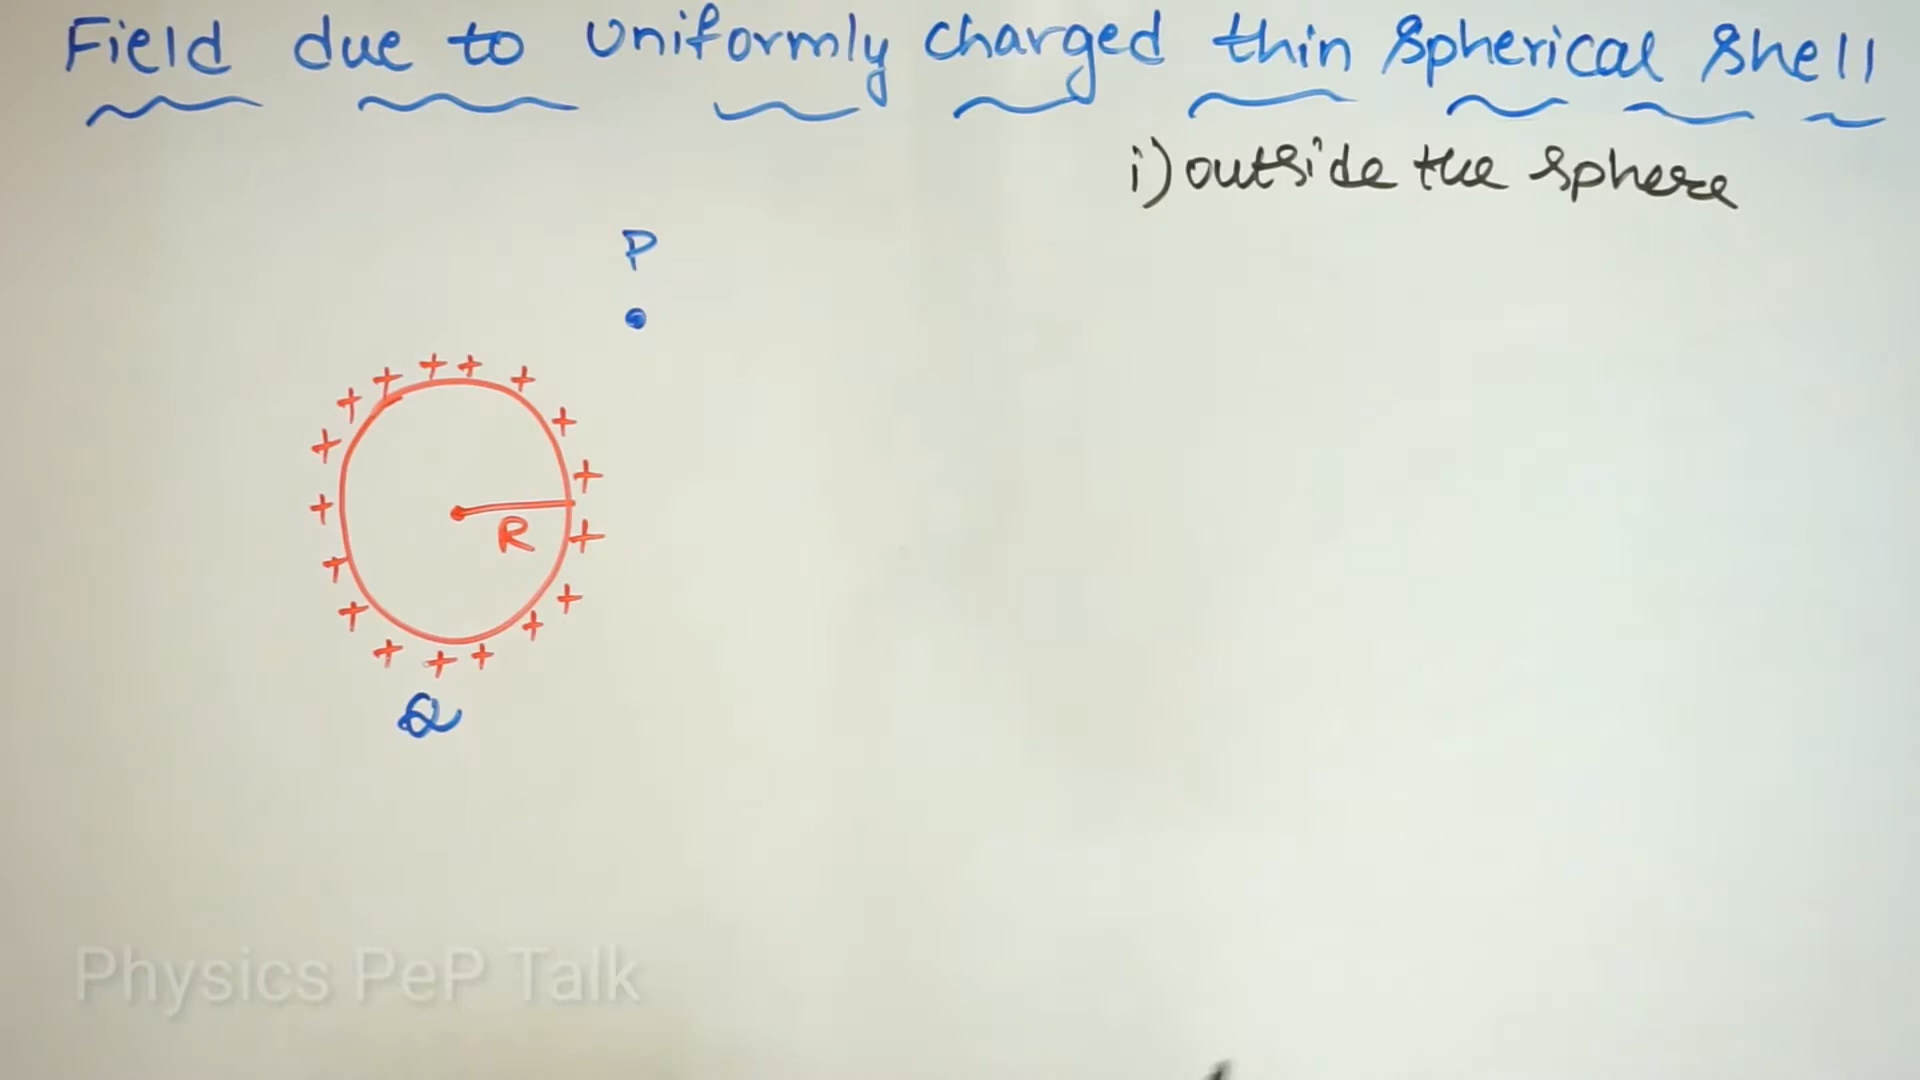 Field due to uniformly charged thin spherical shell
i) outside the sphere
P
+ + + + + + + + + + + + + + + + + + +
R
Q
Physics PeP Talk